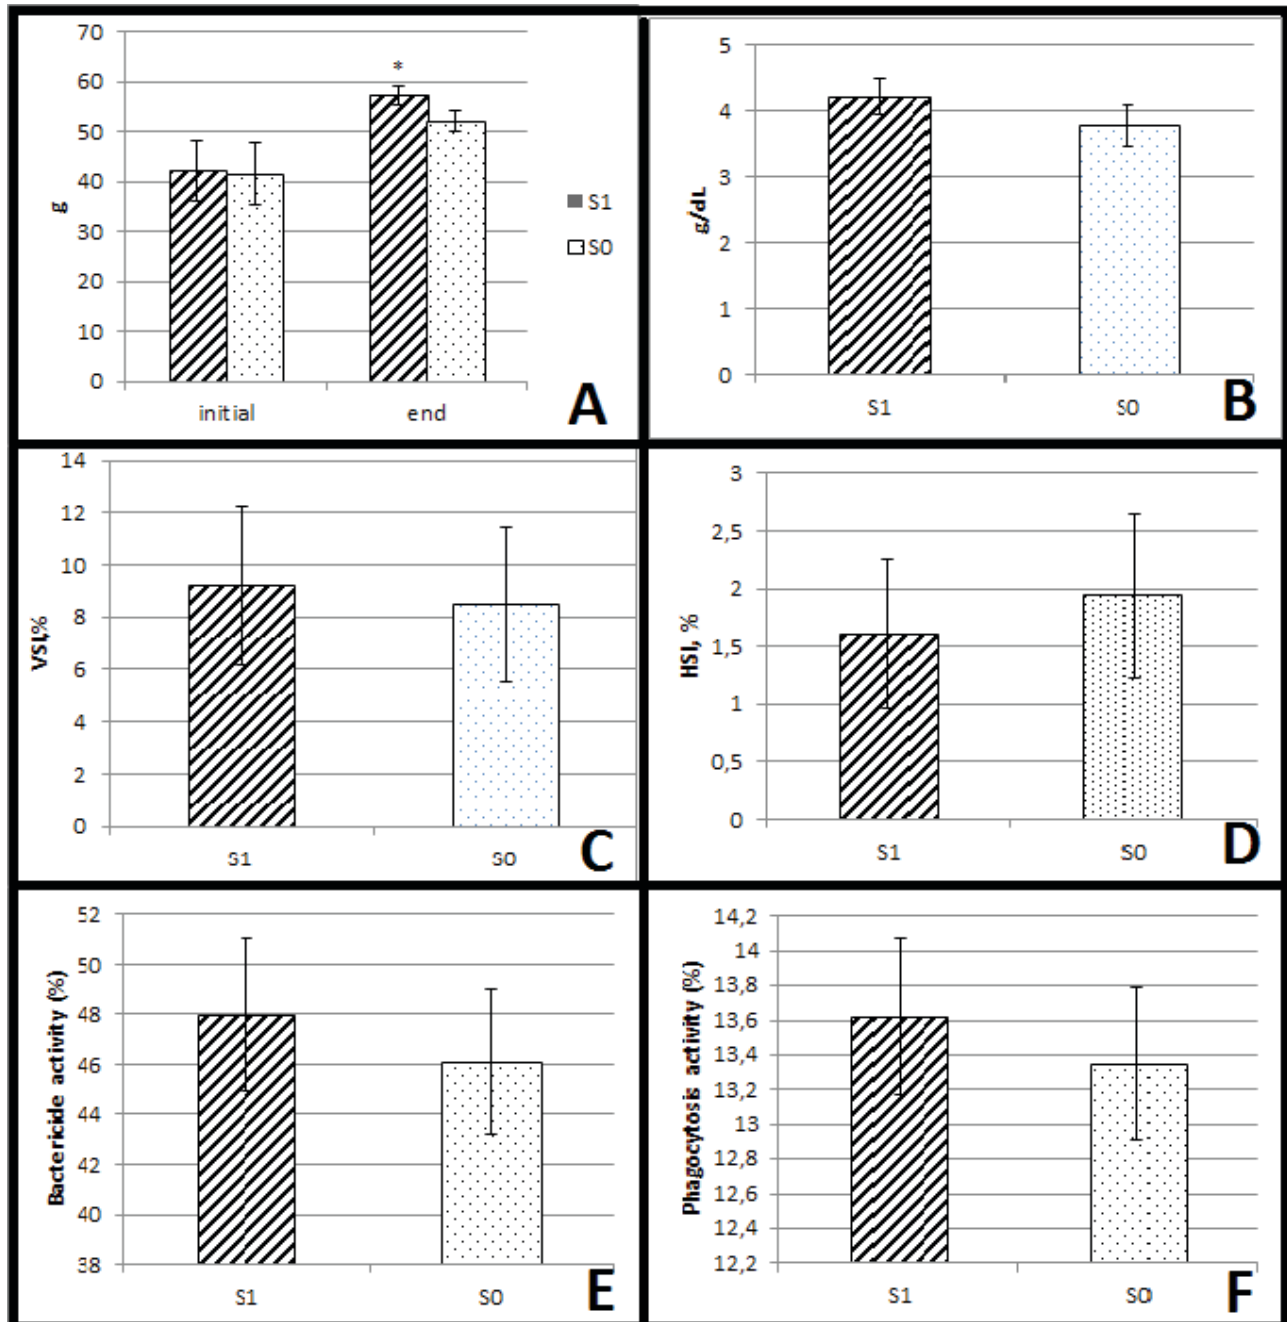 70
60
50
40
30
20
10
0
g
*
initial
end
S1
S0
A
5
4
3
2
1
0
g/dL
S1
S0
B
14
12
10
8
6
4
2
0
VSI,%
S1
S0
C
3
2,5
2
1,5
1
0,5
0
HSI, %
S1
S0
D
52
50
48
46
44
42
40
38
Bactericide activity (%)
S1
S0
E
14,2
14
13,8
13,6
13,4
13,2
13
12,8
12,6
12,4
12,2
Phagocytosis activity (%)
S1
S0
F